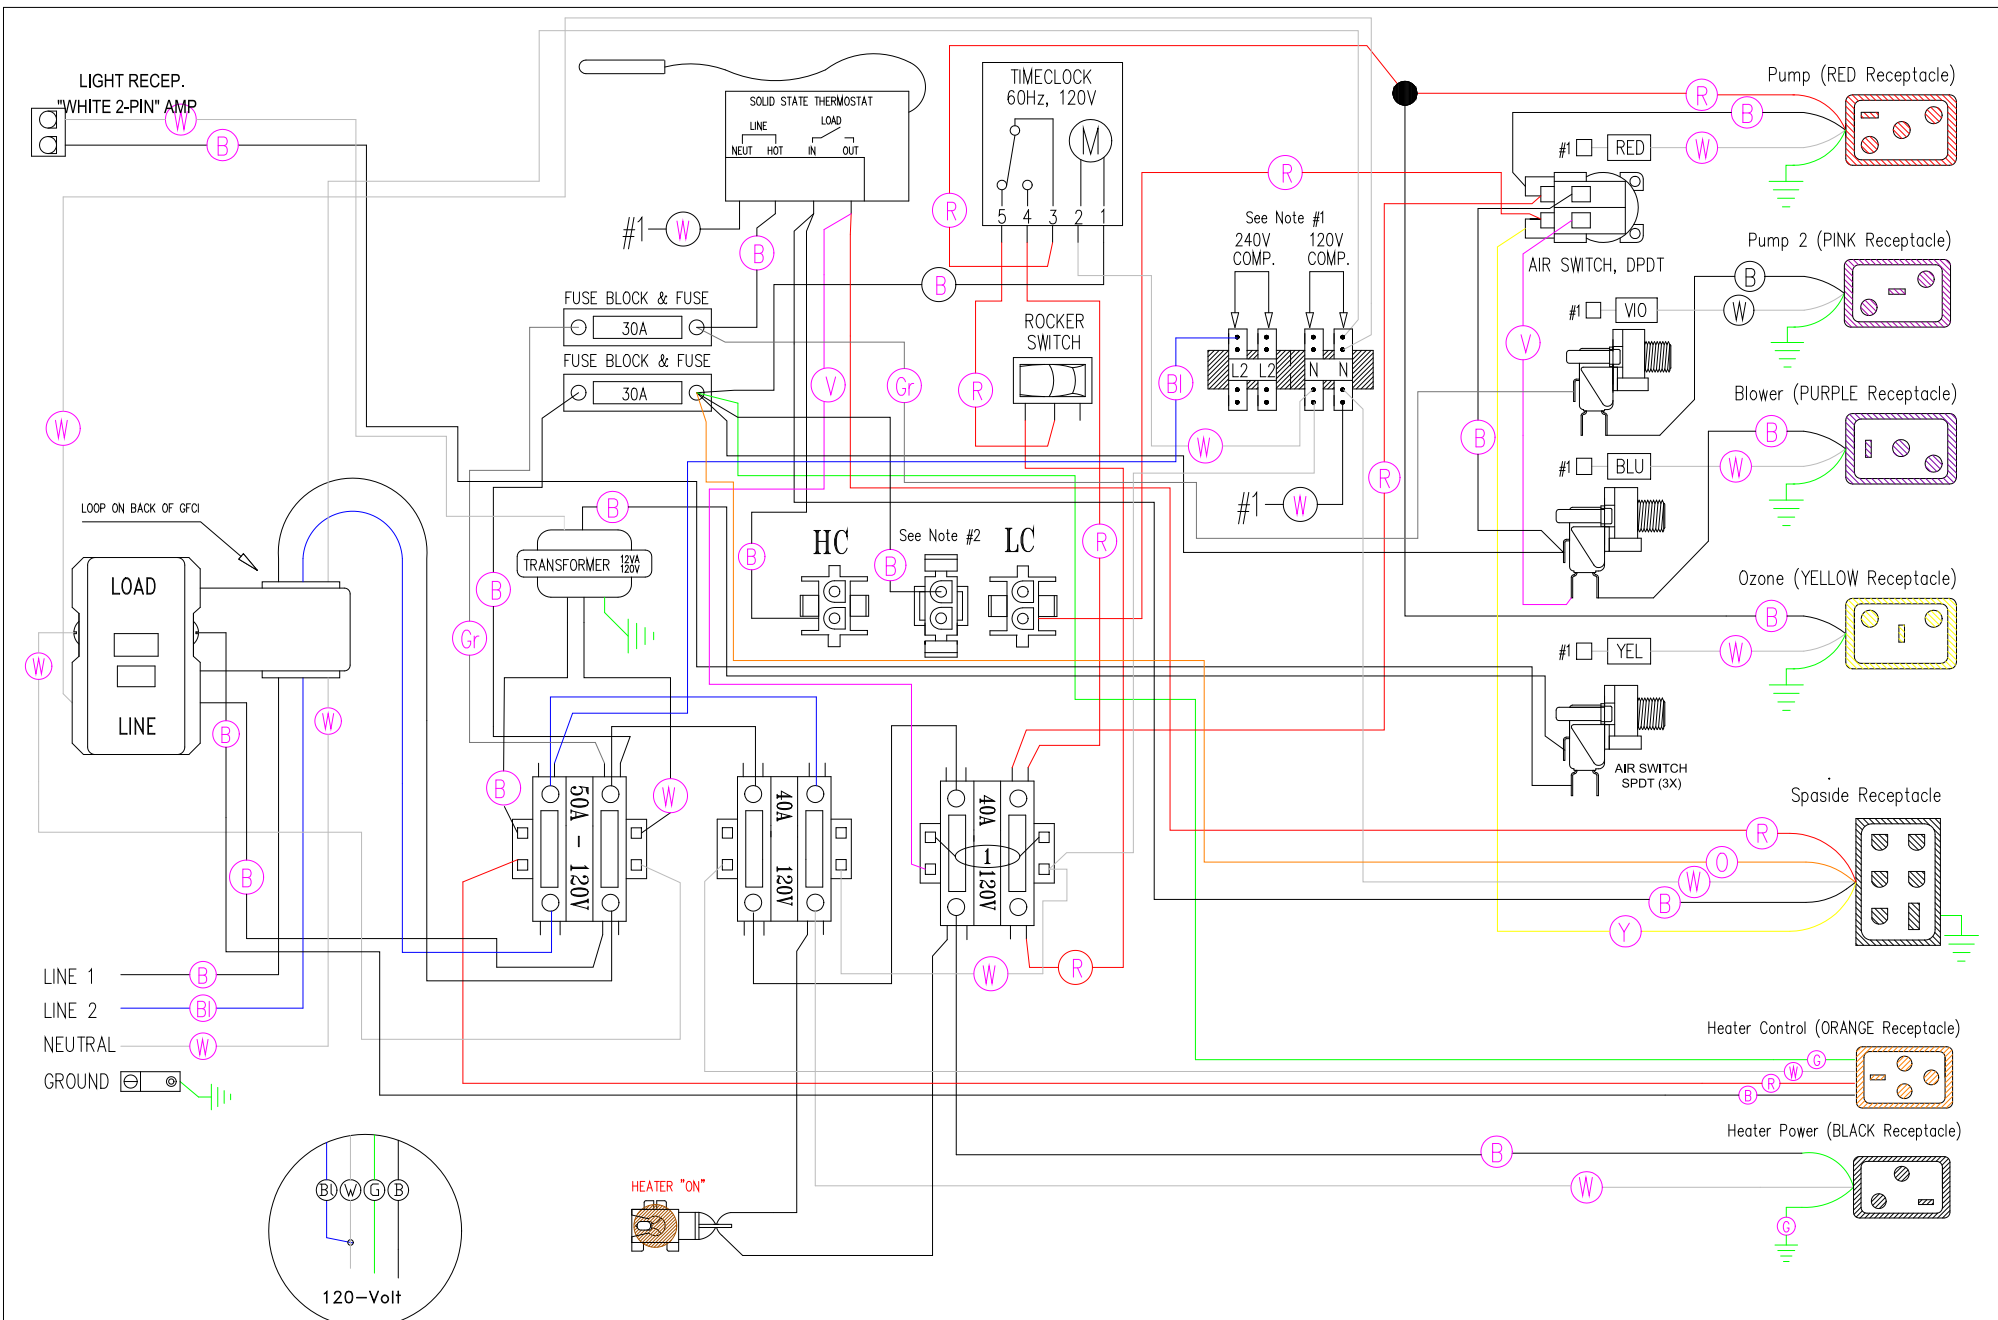 LIGHT RECEP.
"WHITE 2-PIN" AMP
W
B
SOLID STATE THERMOSTAT
LINE
LOAD
NEUT HOT IN OUT
#1 W
B
TIMECLOCK
60Hz, 120V
M
5 4 3 2 1
R
B
R
See Note #1
240V
COMP.
120V
COMP.
L2 L2 N N
Pump (RED Receptacle)
R
B
#1 RED W
AIR SWITCH, DPDT
Pump 2 (PINK Receptacle)
B
#1 VIO W
V
Blower (PURPLE Receptacle)
B
B
#1 BLU W
Ozone (YELLOW Receptacle)
B
#1 YEL W
AIR SWITCH
SPDT (3X)
FUSE BLOCK & FUSE
30A
FUSE BLOCK & FUSE
30A
V
Gr
ROCKER
SWITCH
R
Bl
W
#1 W
R
R
W
LOOP ON BACK OF GFCI
LOAD
LINE
W
W
B
B
B
B
Gr
TRANSFORMER 12VA
120V
HC
B
See Note #2
B
LC
B
W
50A - 120V
40A 120V
40A 120V
1
W
R
Spaside Receptacle
R
O
W
B
Y
LINE 1 B
LINE 2 Bl
NEUTRAL W
GROUND
Heater Control (ORANGE Receptacle)
G
W
R
B
Heater Power (BLACK Receptacle)
B
W
G
HEATER "ON"
Bl W G B
120-Volt